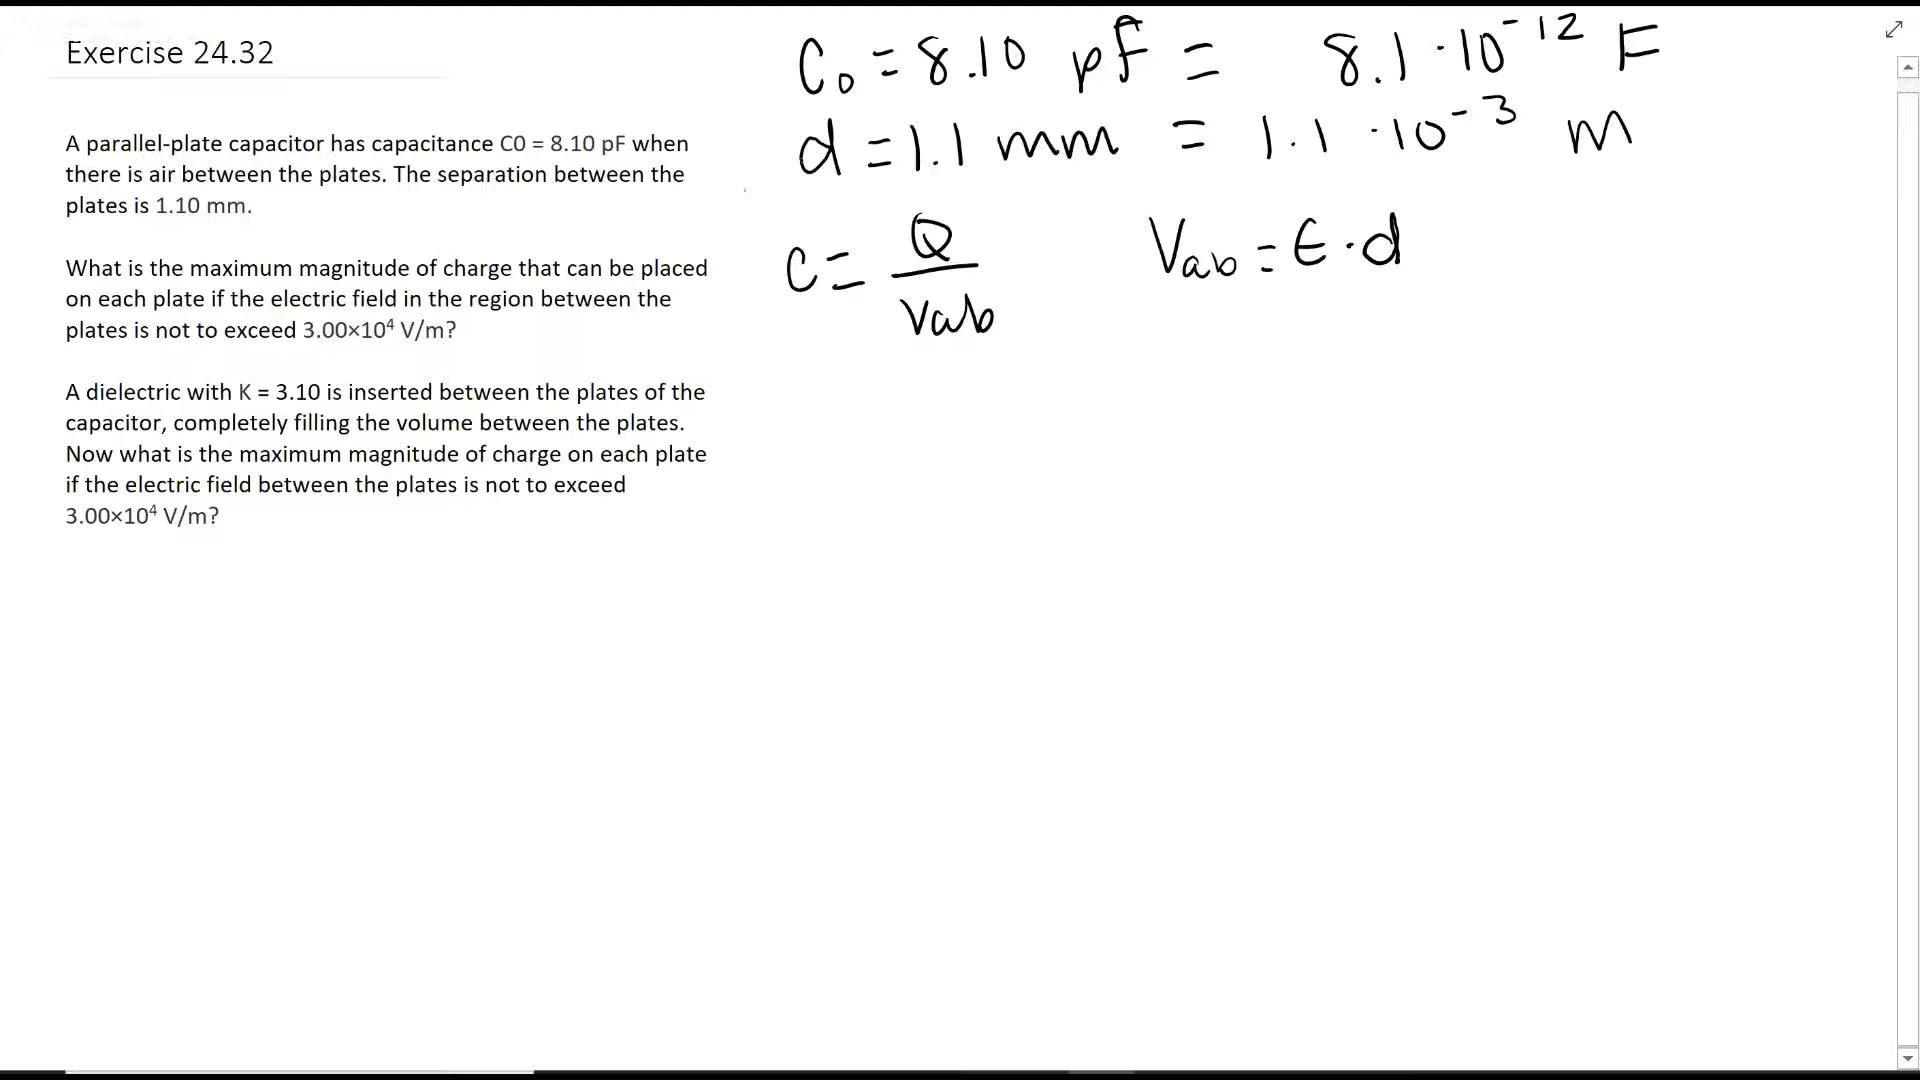 Exercise 24.32
A parallel-plate capacitor has capacitance C0 = 8.10 pF when
there is air between the plates. The separation between the
plates is 1.10 mm.
What is the maximum magnitude of charge that can be placed
on each plate if the electric field in the region between the
plates is not to exceed 3.00×10⁴ V/m?
A dielectric with K = 3.10 is inserted between the plates of the
capacitor, completely filling the volume between the plates.
Now what is the maximum magnitude of charge on each plate
if the electric field between the plates is not to exceed
3.00×10⁴ V/m?
C₀ = 8.10 pF = 8.1 · 10⁻¹² F
d = 1.1 mm = 1.1 · 10⁻³ m
C = Q / Vab
Vab = E · d